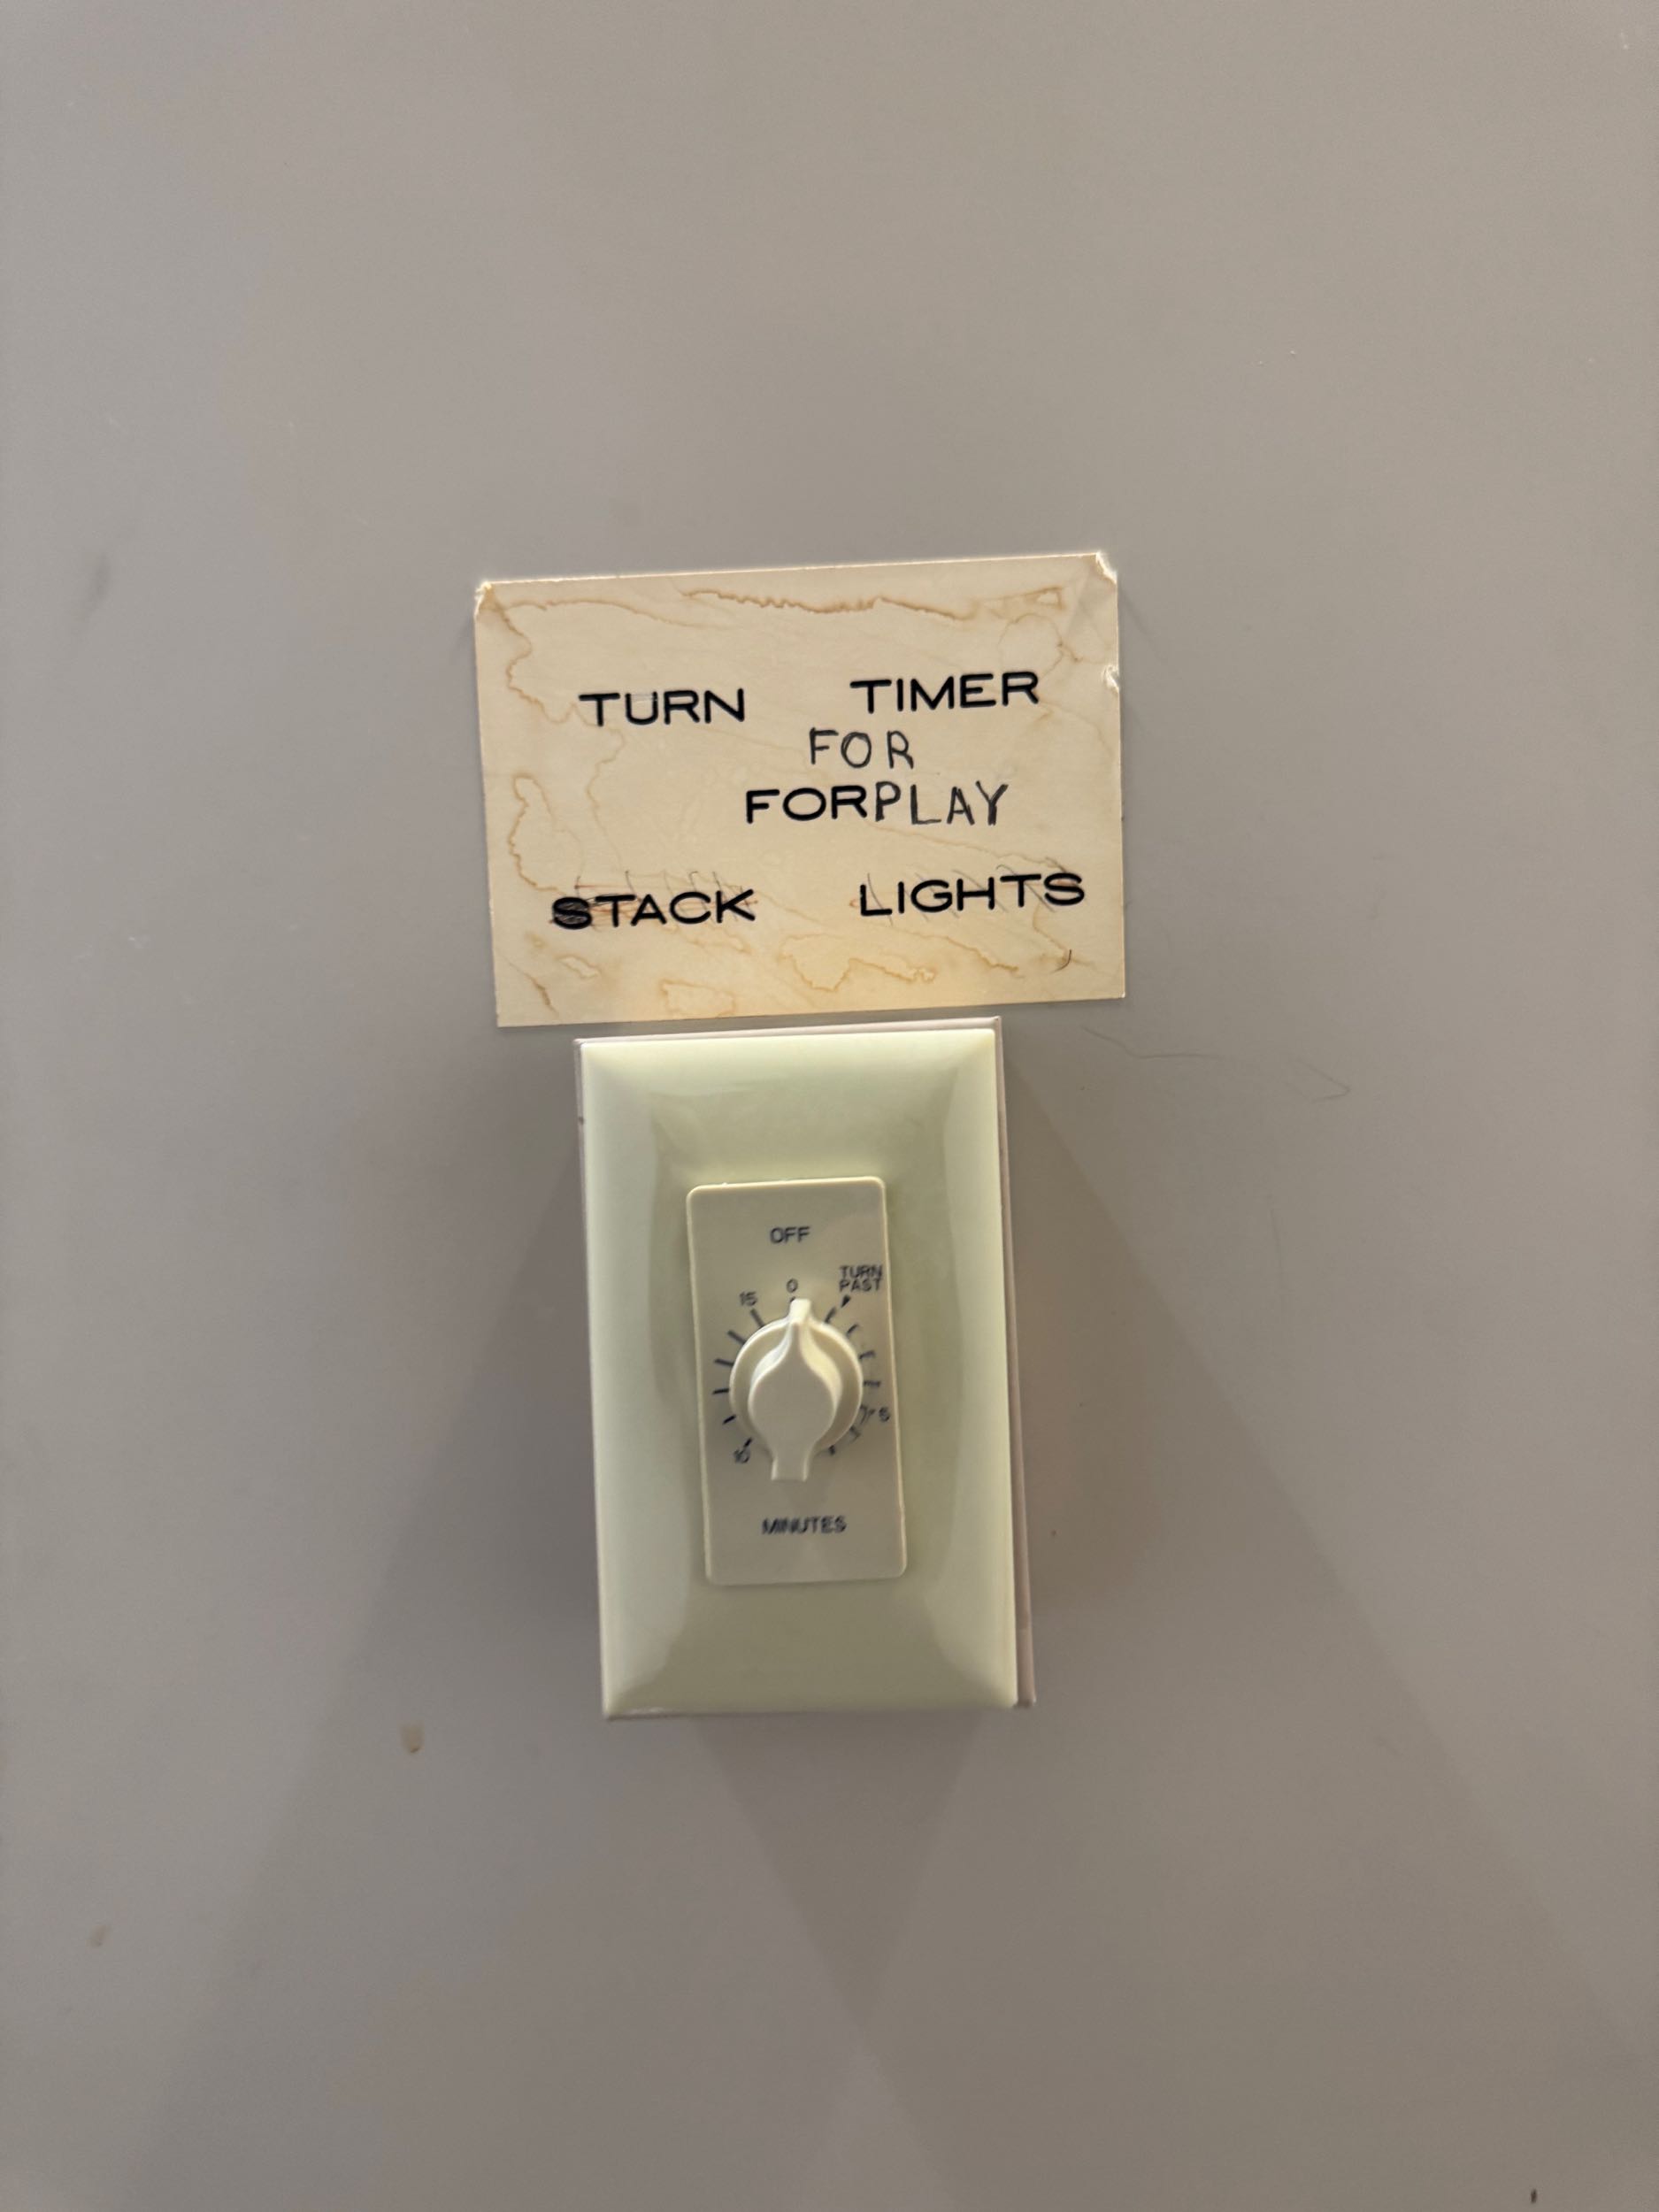 TURN TIMER
FOR
FORPLAY
STACK LIGHTS
OFF
TURN
PAST
0
15
5
10
MINUTES